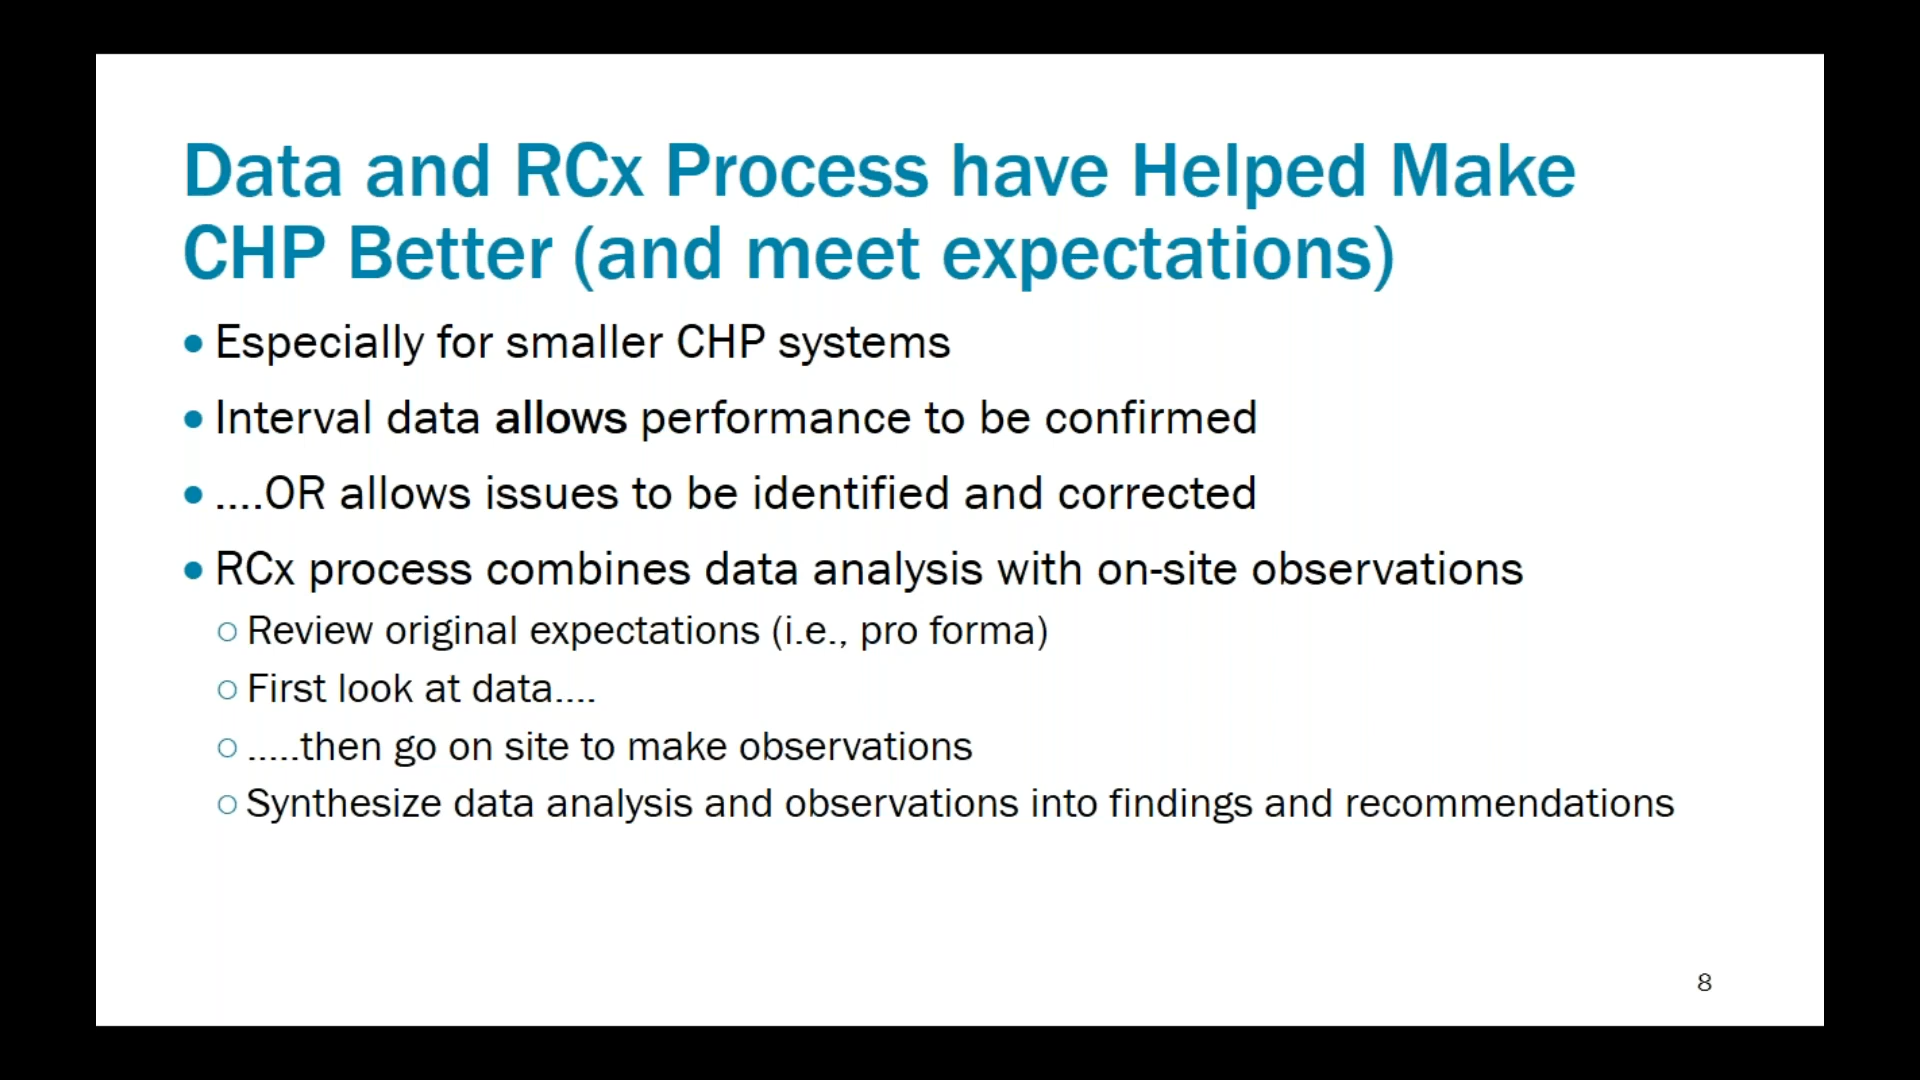 Data and RCx Process have Helped Make
CHP Better (and meet expectations)
• Especially for smaller CHP systems
• Interval data allows performance to be confirmed
• ....OR allows issues to be identified and corrected
• RCx process combines data analysis with on-site observations
○ Review original expectations (i.e., pro forma)
○ First look at data....
○ .....then go on site to make observations
○ Synthesize data analysis and observations into findings and recommendations
8